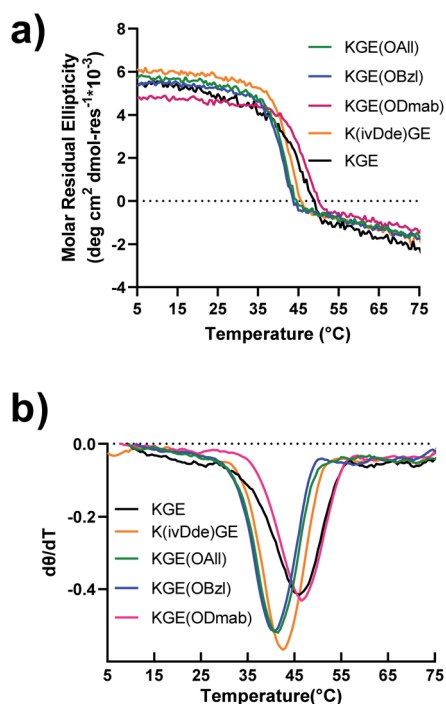 a)
KGE(OAll)
KGE(OBzl)
KGE(ODmab)
K(ivDde)GE
KGE
Molar Residual Ellipticity
(deg cm² dmol-res⁻¹*10⁻³)
8
6
4
2
0
-2
-4
5 15 25 35 45 55 65 75
Temperature (°C)
b)
0.0
-0.2
-0.4
dθ/dT
KGE
K(ivDde)GE
KGE(OAll)
KGE(OBzl)
KGE(ODmab)
5 15 25 35 45 55 65 75
Temperature(°C)